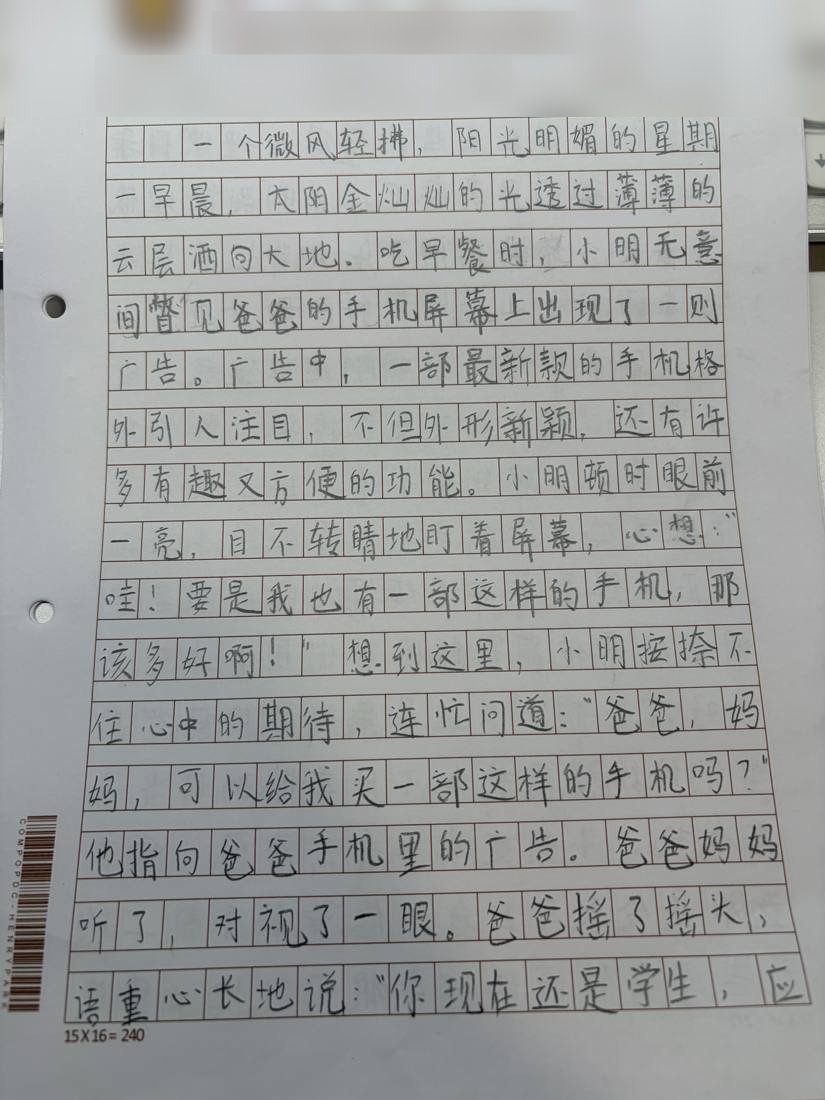 一个微风轻拂，阳光明媚的星期
一早晨，太阳金灿灿的光透过薄薄的
云层洒向大地。吃早餐时，小明无意
间瞥见爸爸的手机屏幕上出现了一则
广告。广告中，一部最新款的手机格
外引人注目，不但外形新颖，还有许
多有趣又方便的功能。小明顿时眼前
一亮，目不转睛地盯着屏幕，心想：“
哇！要是我也有一部这样的手机，那
该多好啊！”想到这里，小明按捺不
住心中的期待，连忙问道：“爸爸，妈
妈，可以给我买一部这样的手机吗？”
他指向爸爸手机里的广告。爸爸妈妈
听了，对视了一眼。爸爸摇了摇头，
语重心长地说：“你现在还是学生，应
15X16=240
COMPOPDC-HENRYPARK